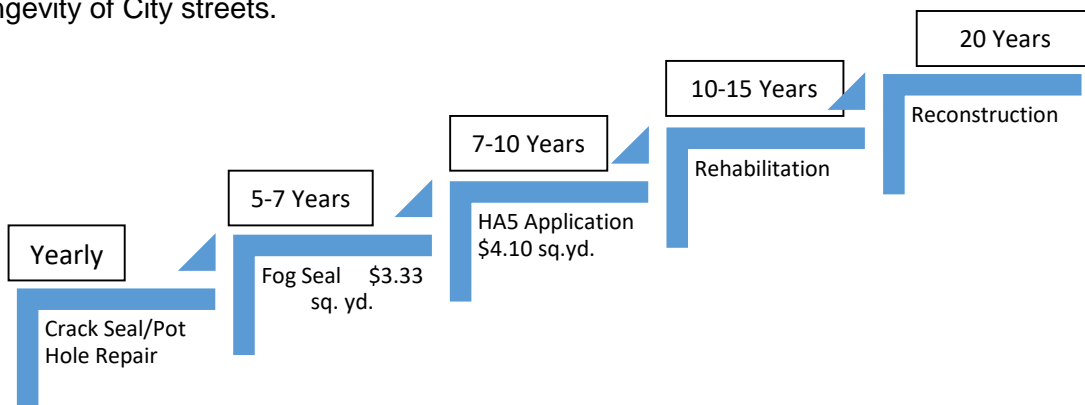 ngevity of City streets.
20 Years
10-15 Years
Reconstruction
7-10 Years
Rehabilitation
5-7 Years
HA5 Application
$4.10 sq.yd.
Yearly
Fog Seal $3.33
sq. yd.
Crack Seal/Pot
Hole Repair